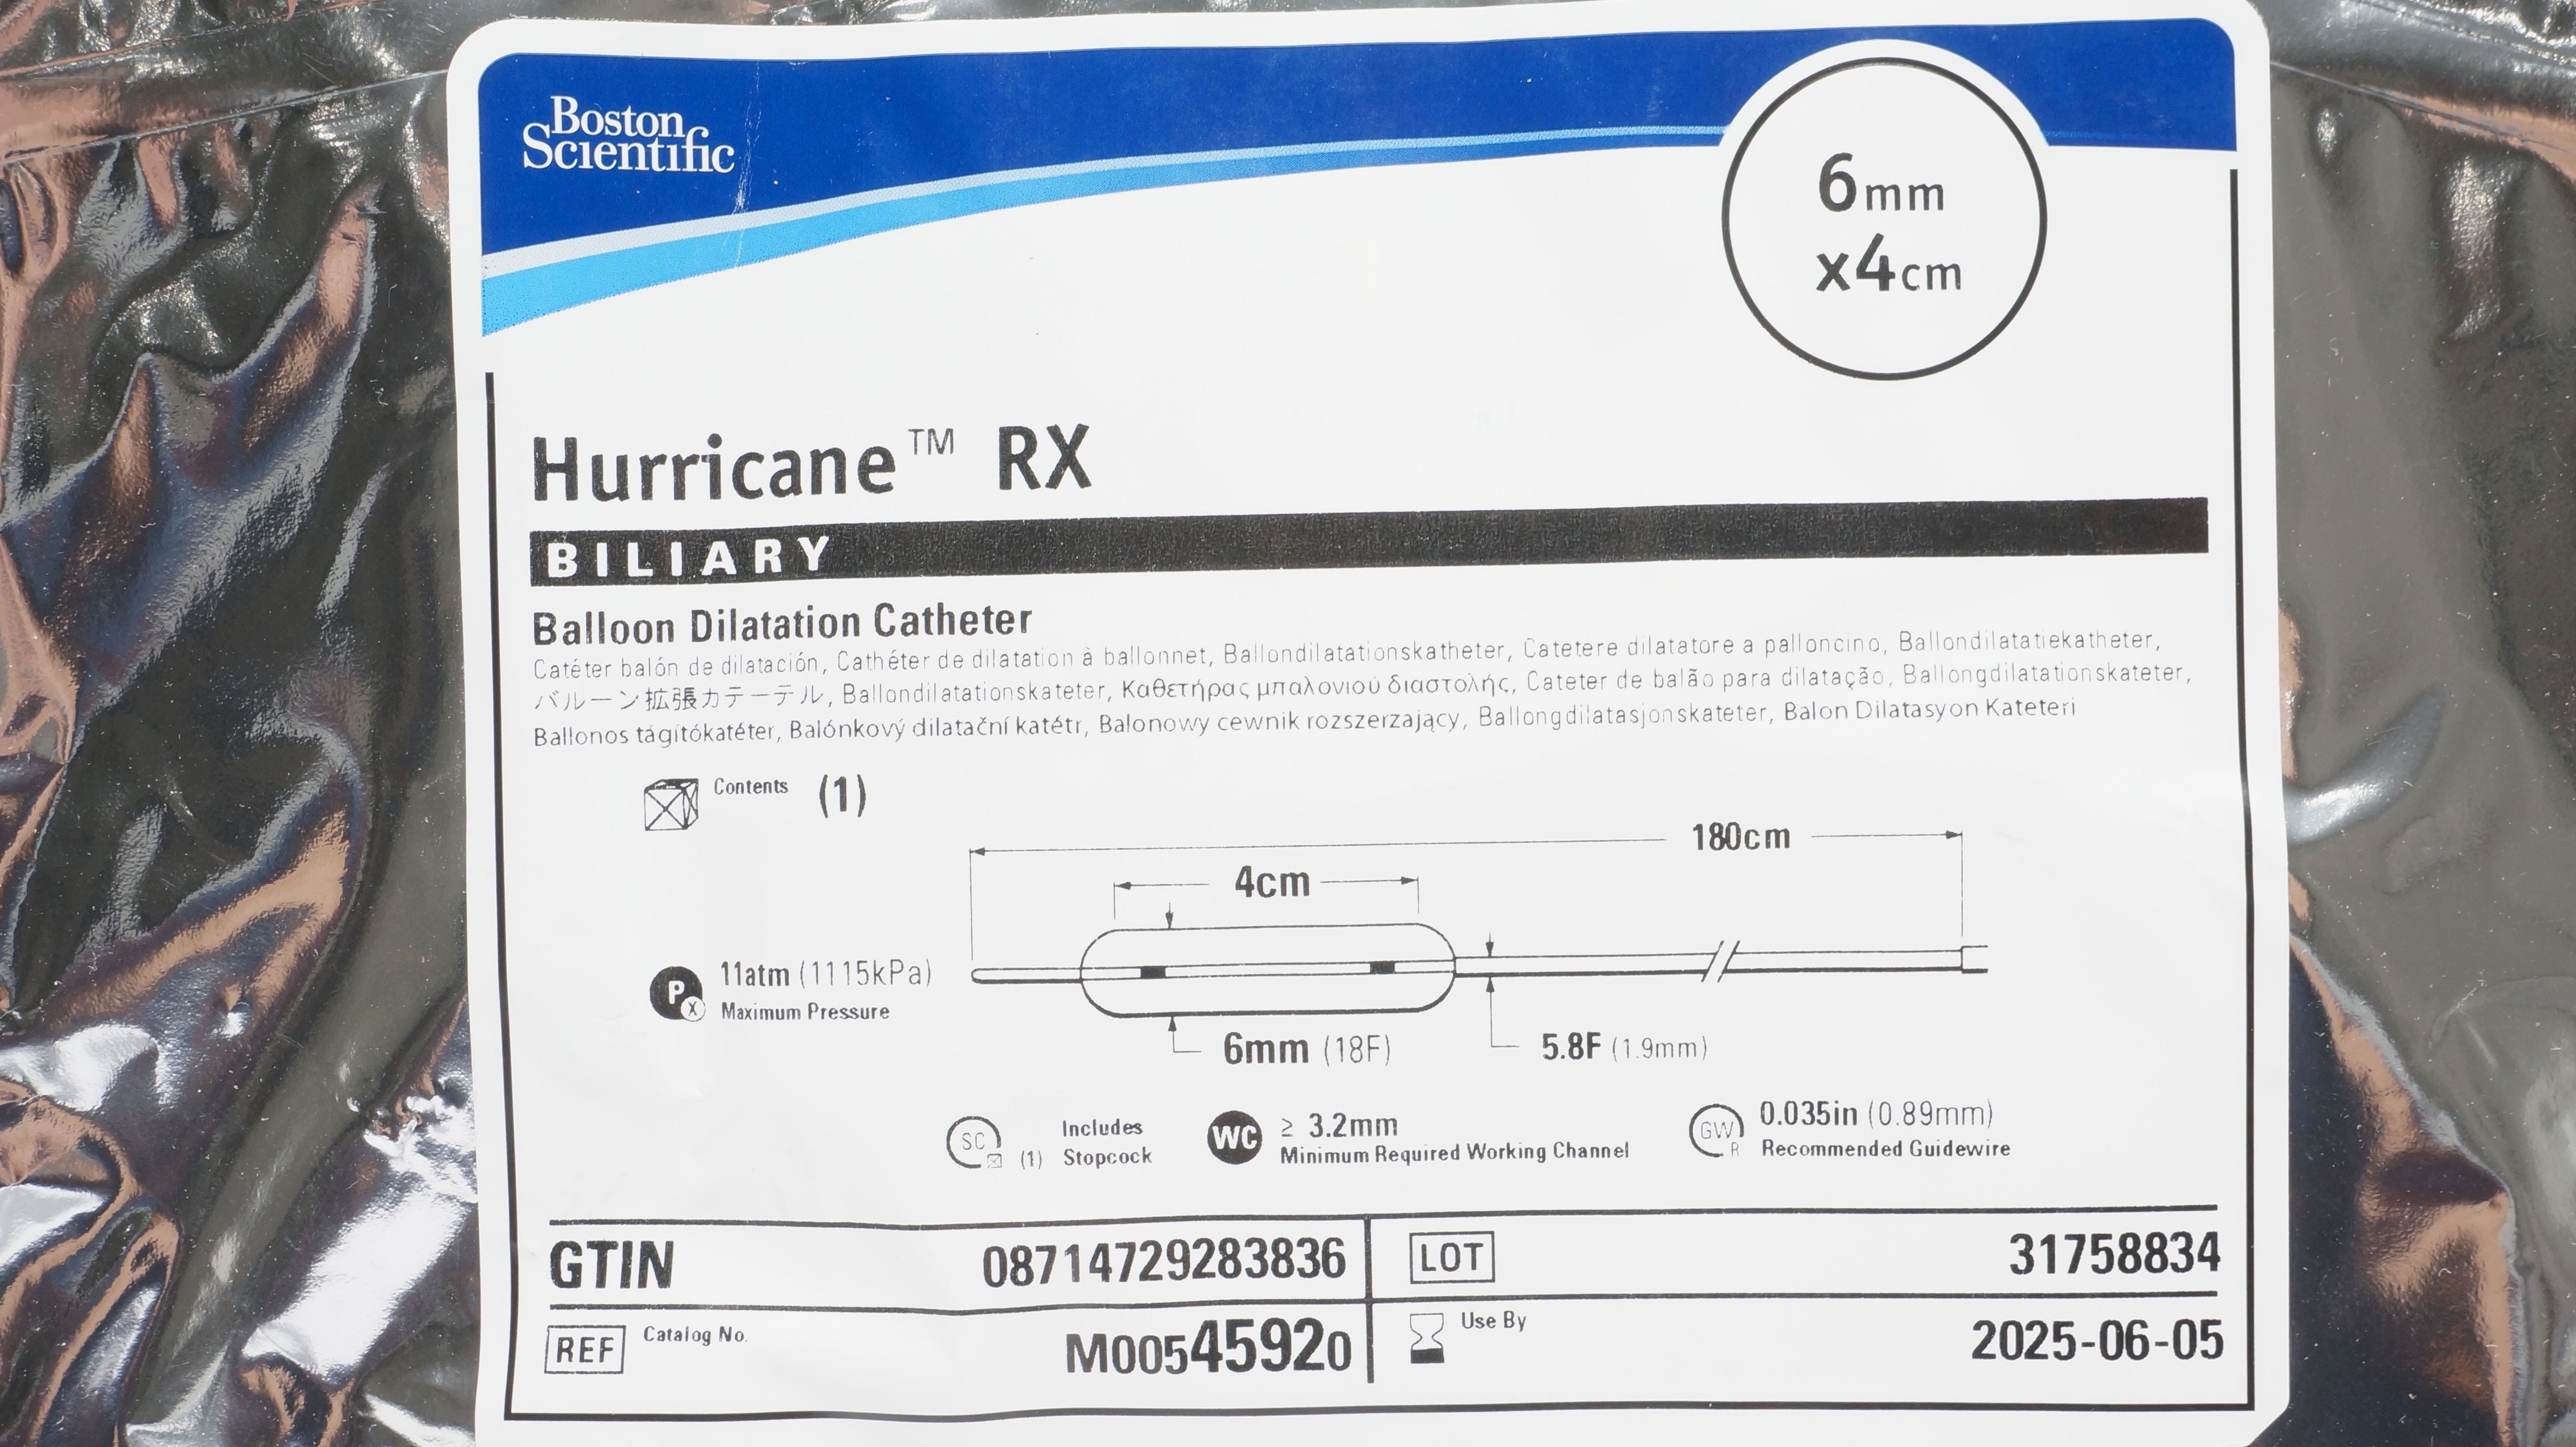 Boston
Scientific
6mm
x4cm
Hurricane™ RX
BILIARY
Balloon Dilatation Catheter
Catéter balón de dilatación, Cathéter de dilatation à ballonnet, Ballondilatationskatheter, Catetere dilatatore a palloncino, Ballondilatatiekatheter,
バルーン拡張カテーテル, Ballondilatationskateter, Καθετήρας μπαλονιού διαστολής, Cateter de balão para dilatação, Ballongdilatationskateter,
Ballonos tágítókatéter, Balónkový dilatační katétr, Balonowy cewnik rozszerzający, Ballongdilatasjonskateter, Balon Dilatasyon Kateteri
Contents (1)
180cm
4cm
P X 11atm (1115kPa)
Maximum Pressure
6mm (18F)
5.8F (1.9mm)
SC (1) Includes
Stopcock
WC ≥ 3.2mm
Minimum Required Working Channel
GW R 0.035in (0.89mm)
Recommended Guidewire
GTIN 08714729283836
LOT 31758834
REF Catalog No. M00545920
Use By 2025-06-05